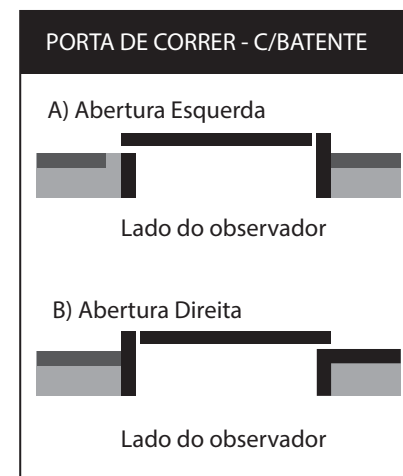 PORTA DE CORRER - C/BATENTE
A) Abertura Esquerda
Lado do observador
B) Abertura Direita
Lado do observador